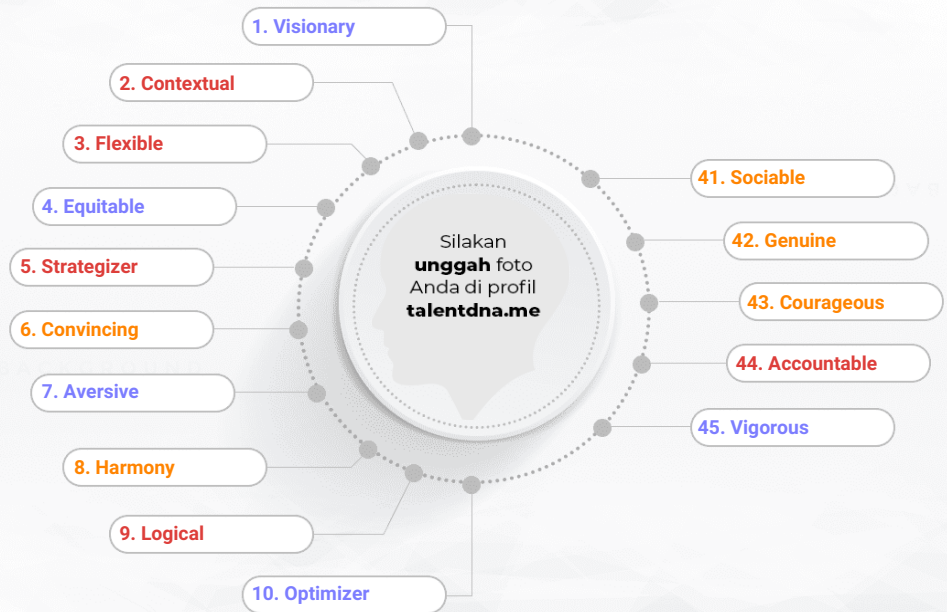 1. Visionary
2. Contextual
3. Flexible
4. Equitable
5. Strategizer
6. Convincing
7. Aversive
8. Harmony
9. Logical
10. Optimizer
Silakan
unggah foto
Anda di profil
talentdna.me
41. Sociable
42. Genuine
43. Courageous
44. Accountable
45. Vigorous